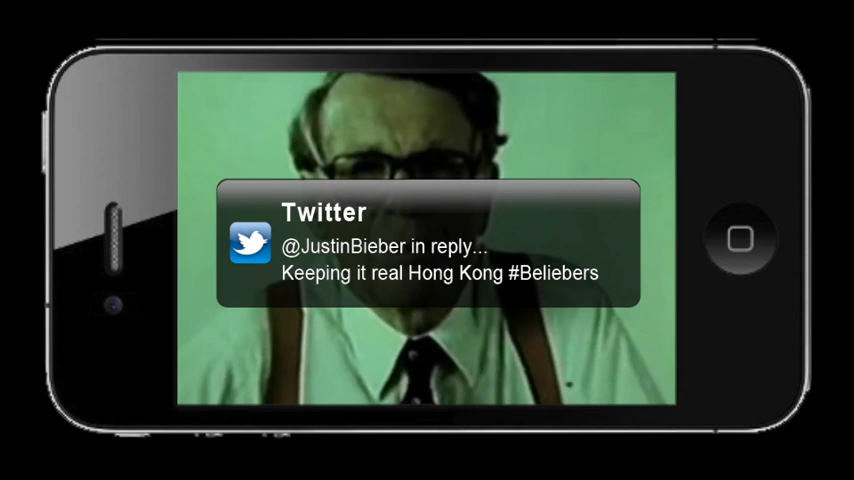 Twitter
@JustinBieber in reply...
Keeping it real Hong Kong #Beliebers